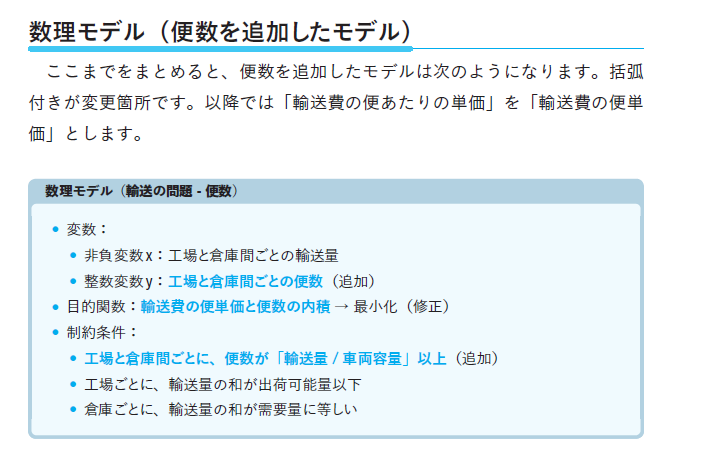 数理モデル（便数を追加したモデル）
ここまでをまとめると、便数を追加したモデルは次のようになります。括弧
付きが変更箇所です。以降では「輸送費の便あたりの単価」を「輸送費の便単
価」とします。
数理モデル（輸送の問題 - 便数）
• 変数：
• 非負変数x：工場と倉庫間ごとの輸送量
• 整数変数y：工場と倉庫間ごとの便数（追加）
• 目的関数：輸送費の便単価と便数の内積 → 最小化（修正）
• 制約条件：
• 工場と倉庫間ごとに、便数が「輸送量 / 車両容量」以上（追加）
• 工場ごとに、輸送量の和が出荷可能量以下
• 倉庫ごとに、輸送量の和が需要量に等しい